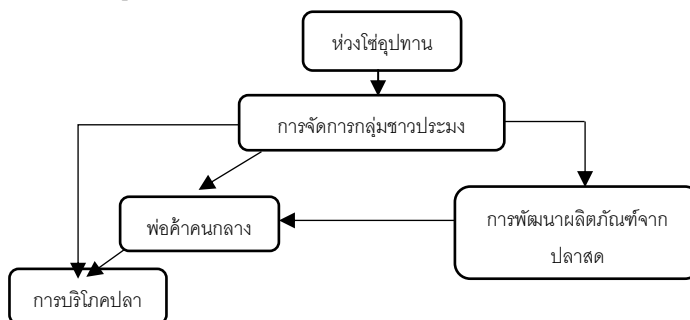 ห่วงโซ่อุปทาน
การจัดการกลุ่มชาวประมง
พ่อค้าคนกลาง
การพัฒนาผลิตภัณฑ์จาก
ปลาสด
การบริโภคปลา